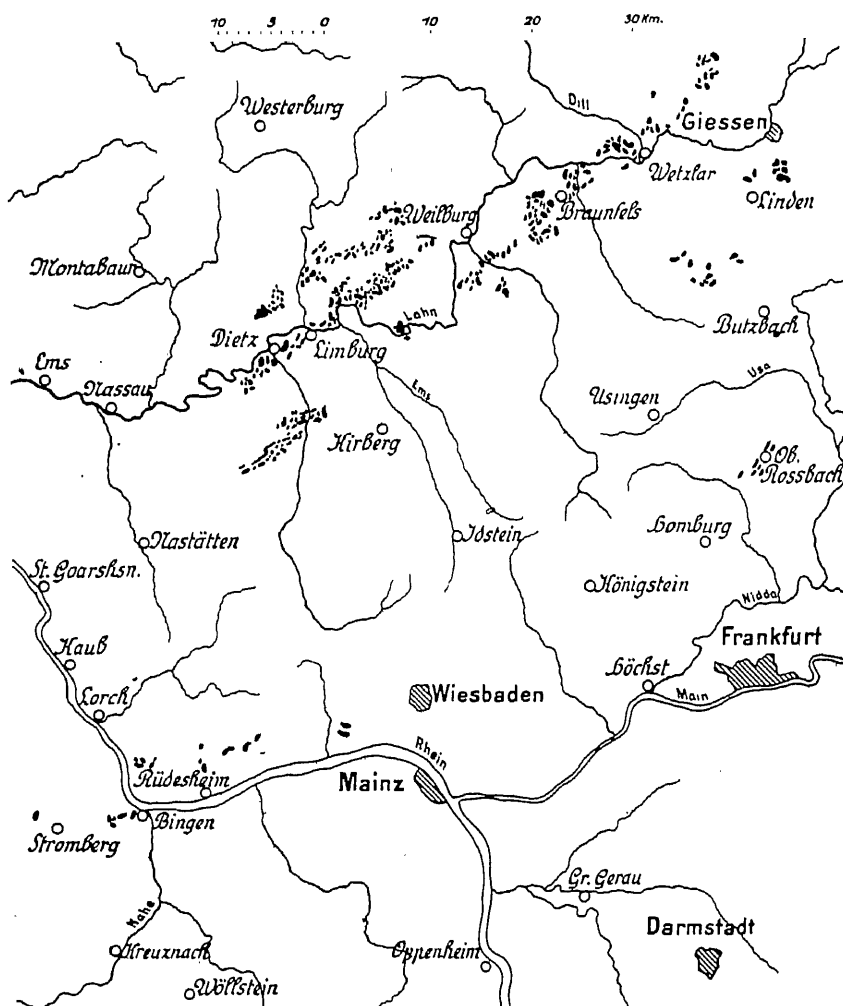 10 5 0 10 20 30 Km.
Westerburg
Dill
Giessen
Wetzlar
Linden
Weilburg
Braunfels
Montabaur
Lahn
Butzbach
Dietz
Limburg
Ems
Nassau
Usa
Usingen
Ems
Kirberg
Ob.
Rossbach
Nastätten
Idstein
Homburg
St. Goarshsn.
Königstein
Nidda
Frankfurt
Kaub
Höchst
Lorch
Wiesbaden
Main
Rhein
Rüdesheim
Mainz
Bingen
Stromberg
Gr. Gerau
Nahe
Darmstadt
Kreuznach
Oppenheim
Wöllstein